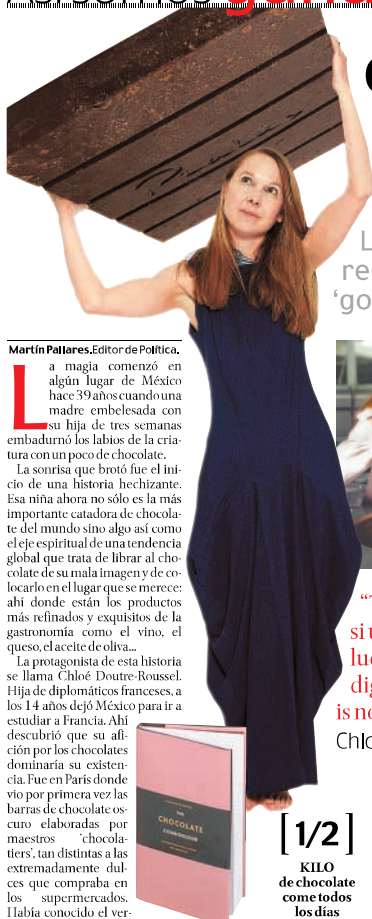 Martín Pallares. Editor de Política.
La magia comenzó en
algún lugar de México
hace 39 años cuando una
madre embelesada con
su hija de tres semanas
embadurnó los labios de la cria-
tura con un poco de chocolate.
La sonrisa que brotó fue el ini-
cio de una historia hechizante.
Esa niña ahora no sólo es la más
importante catadora de chocola-
te del mundo sino algo así como
el eje espiritual de una tendencia
global que trata de librar al cho-
colate de su mala imagen y de co-
locarlo en el lugar que se merece:
ahí donde están los productos
más refinados y exquisitos de la
gastronomía como el vino, el
queso, el aceite de oliva...
La protagonista de esta historia
se llama Chloé Doutre-Roussel.
Hija de diplomáticos franceses, a
los 14 años dejó México para ir a
estudiar a Francia. Ahí
descubrió que su afi-
ción por los chocolates
dominaría su existen-
cia. Fue en París donde
vio por primera vez las
barras de chocolate os-
curo elaboradas por
maestros 'chocola-
tiers', tan distintas a las
extremadamente dul-
ces que compraba en
los supermercados.
Había conocido el ver-
THE
CHOCOLATE
CONNOISSEUR
[1/2]
KILO
de chocolate
come todos
los días
L
re
'go
"T
si u
luc
dig
is no
Chlo